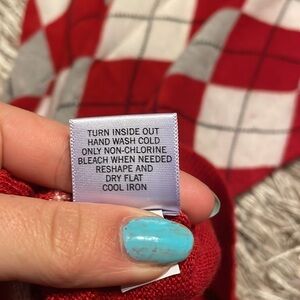 TURN INSIDE OUT
HAND WASH COLD
ONLY NON-CHLORINE
BLEACH WHEN NEEDED
RESHAPE AND
DRY FLAT
COOL IRON